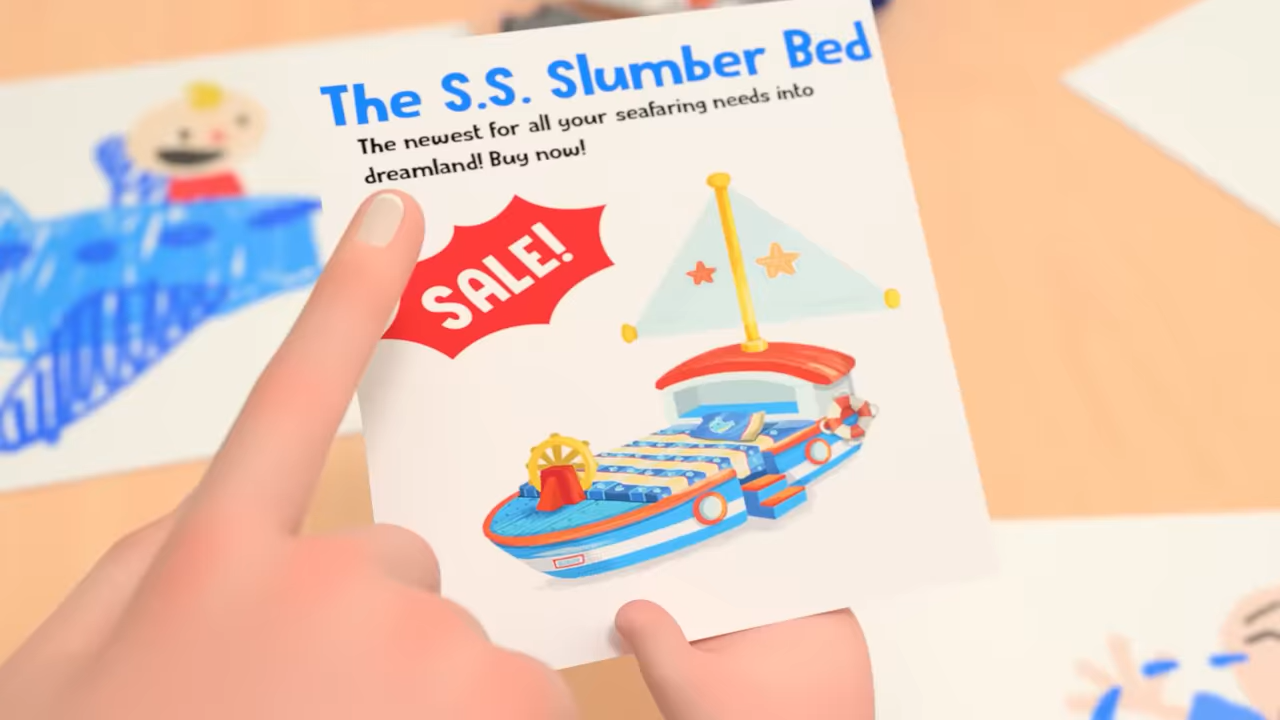 The S.S. Slumber Bed
The newest for all your seafaring needs into
dreamland! Buy now!
SALE!